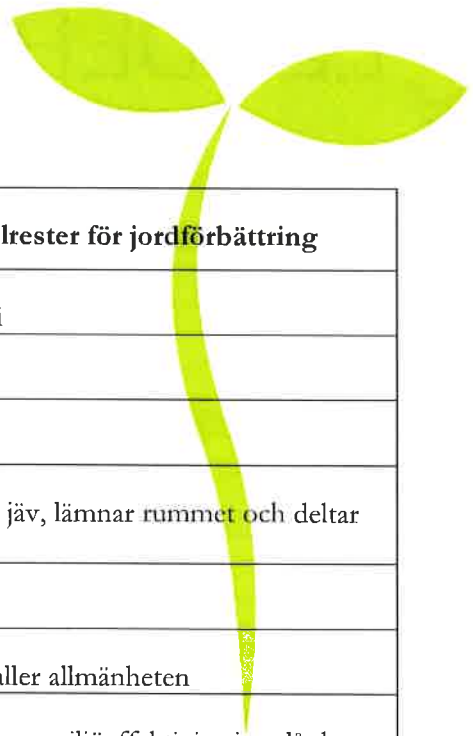 lrester för jordförbättring
i
jäv, lämnar rummet och deltar
aller allmänheten